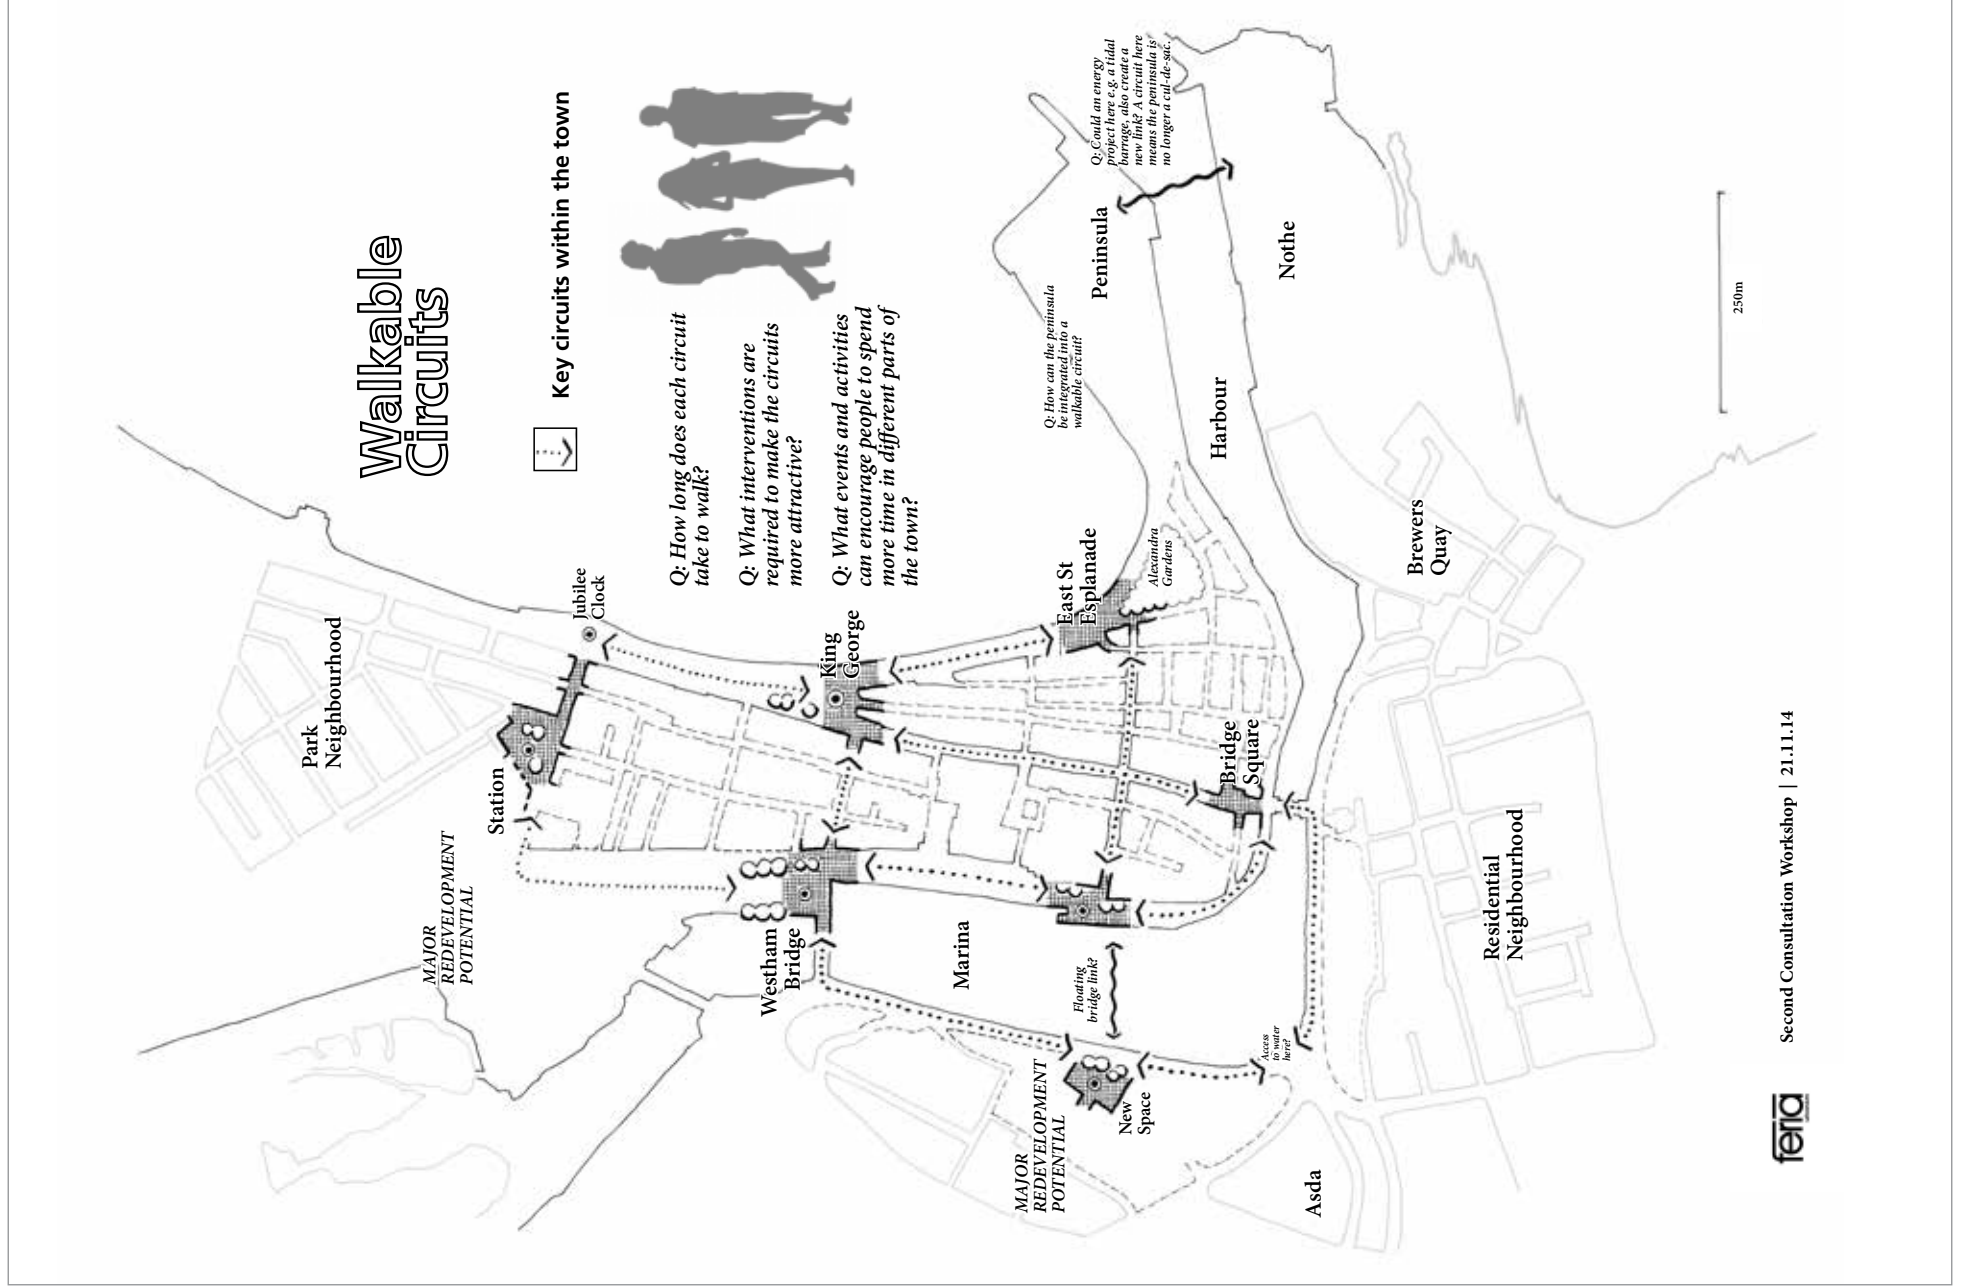 Walkable
Circuits
Key circuits within the town
Q: How long does each circuit
take to walk?
Q: What interventions are
required to make the circuits
more attractive?
Q: What events and activities
can encourage people to spend
more time in different parts of
the town?
Park
Neighbourhood
Jubilee
Clock
Station
MAJOR
REDEVELOPMENT
POTENTIAL
King
George
Westham
Bridge
Marina
East St
Esplanade
Alexandra
Gardens
Q: How can the peninsula
be integrated into a
walkable circuit?
Peninsula
Q: Could an energy
project here e.g. a tidal
barrage, also create a
new link? A circuit here
means the peninsula is
no longer a cul-de-sac.
Harbour
Nothe
Bridge
Square
Floating
bridge link?
MAJOR
REDEVELOPMENT
POTENTIAL
New
Space
Access
to water
here?
Asda
Brewers
Quay
Residential
Neighbourhood
250m
feria
Second Consultation Workshop | 21.11.14